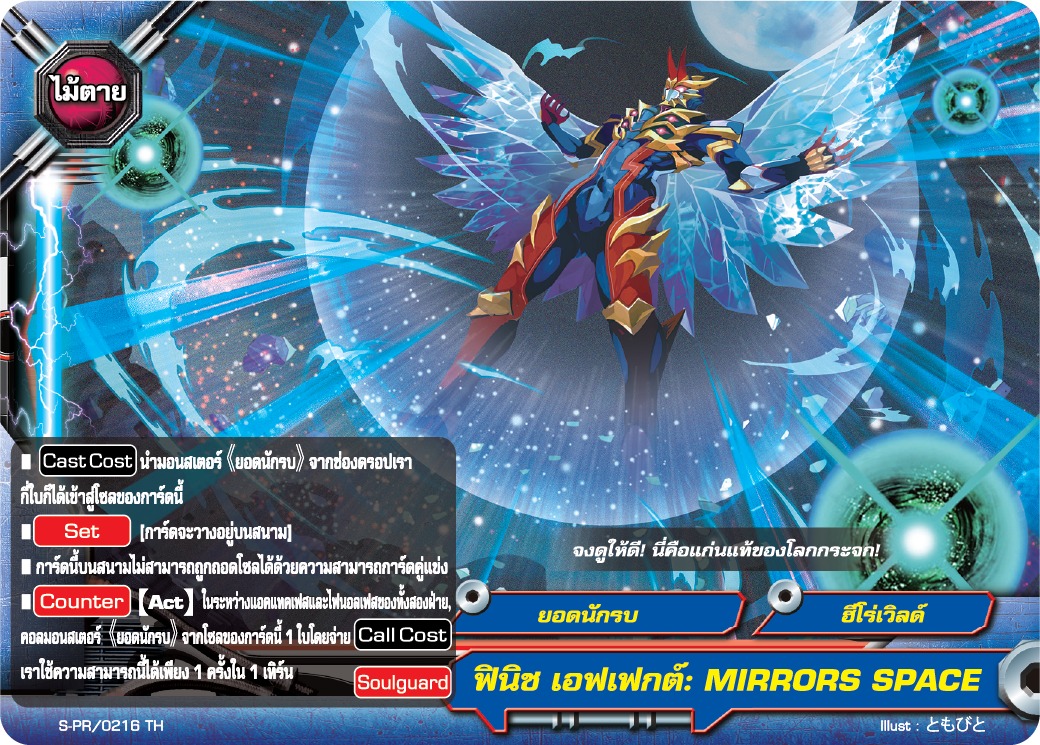 ไม้ตาย
■ Cast Cost นำมอนสเตอร์《ยอดนักรบ》จากช่องดรอปเรา
กี่ใบก็ได้เข้าสู่โซลของการ์ดนี้
■ Set [การ์ดจะวางอยู่บนสนาม]
■ การ์ดนี้บนสนามไม่สามารถถูกถอดโซลได้ด้วยความสามารถการ์ดคู่แข่ง
■ Counter 【Act】 ในระหว่างแอคแทคเฟสและไฟนอลเฟสของทั้งสองฝ่าย,
คอลมอนสเตอร์《ยอดนักรบ》จากโซลของการ์ดนี้ 1 ใบโดยจ่าย Call Cost
เราใช้ความสามารถนี้ได้เพียง 1 ครั้งใน 1 เทิร์น
Soulguard
จงดูให้ดี! นี่คือแก่นแท้ของโลกกระจก!
ยอดนักรบ
ฮีโร่เวิลด์
ฟินิช เอฟเฟกต์: MIRRORS SPACE
S-PR/0216 TH
Illust : ともびと